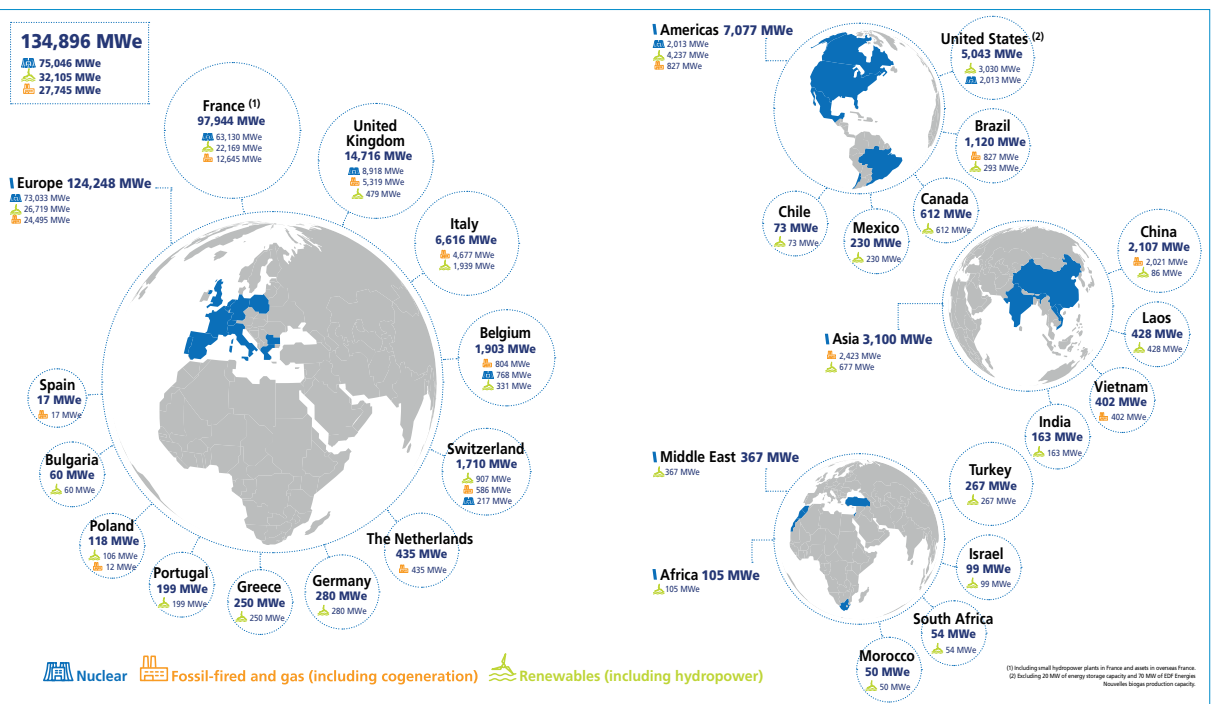 134,896 MWe
75,046 MWe
32,105 MWe
27,745 MWe
France (1)
97,944 MWe
63,130 MWe
22,169 MWe
12,645 MWe
United
Kingdom
14,716 MWe
8,918 MWe
5,319 MWe
479 MWe
Europe 124,248 MWe
73,033 MWe
26,719 MWe
24,495 MWe
Italy
6,616 MWe
4,677 MWe
1,939 MWe
Belgium
1,903 MWe
804 MWe
768 MWe
331 MWe
Switzerland
1,710 MWe
907 MWe
586 MWe
217 MWe
The Netherlands
435 MWe
435 MWe
Germany
280 MWe
280 MWe
Greece
250 MWe
250 MWe
Portugal
199 MWe
199 MWe
Poland
118 MWe
106 MWe
12 MWe
Bulgaria
60 MWe
60 MWe
Spain
17 MWe
17 MWe
Americas 7,077 MWe
2,013 MWe
4,237 MWe
827 MWe
United States (2)
5,043 MWe
3,030 MWe
2,013 MWe
Brazil
1,120 MWe
827 MWe
293 MWe
Canada
612 MWe
612 MWe
Mexico
230 MWe
230 MWe
Chile
73 MWe
73 MWe
Asia 3,100 MWe
2,423 MWe
677 MWe
China
2,107 MWe
2,021 MWe
86 MWe
Laos
428 MWe
428 MWe
Vietnam
402 MWe
402 MWe
India
163 MWe
163 MWe
Middle East 367 MWe
367 MWe
Turkey
267 MWe
267 MWe
Israel
99 MWe
99 MWe
Africa 105 MWe
105 MWe
South Africa
54 MWe
54 MWe
Morocco
50 MWe
50 MWe
Nuclear
Fossil-fired and gas (including cogeneration)
Renewables (including hydropower)
(1) Including small hydropower plants in France and assets in overseas France.
(2) Excluding 20 MW of energy storage capacity and 70 MW of EDF Energies
Nouvelles biogas production capacity.